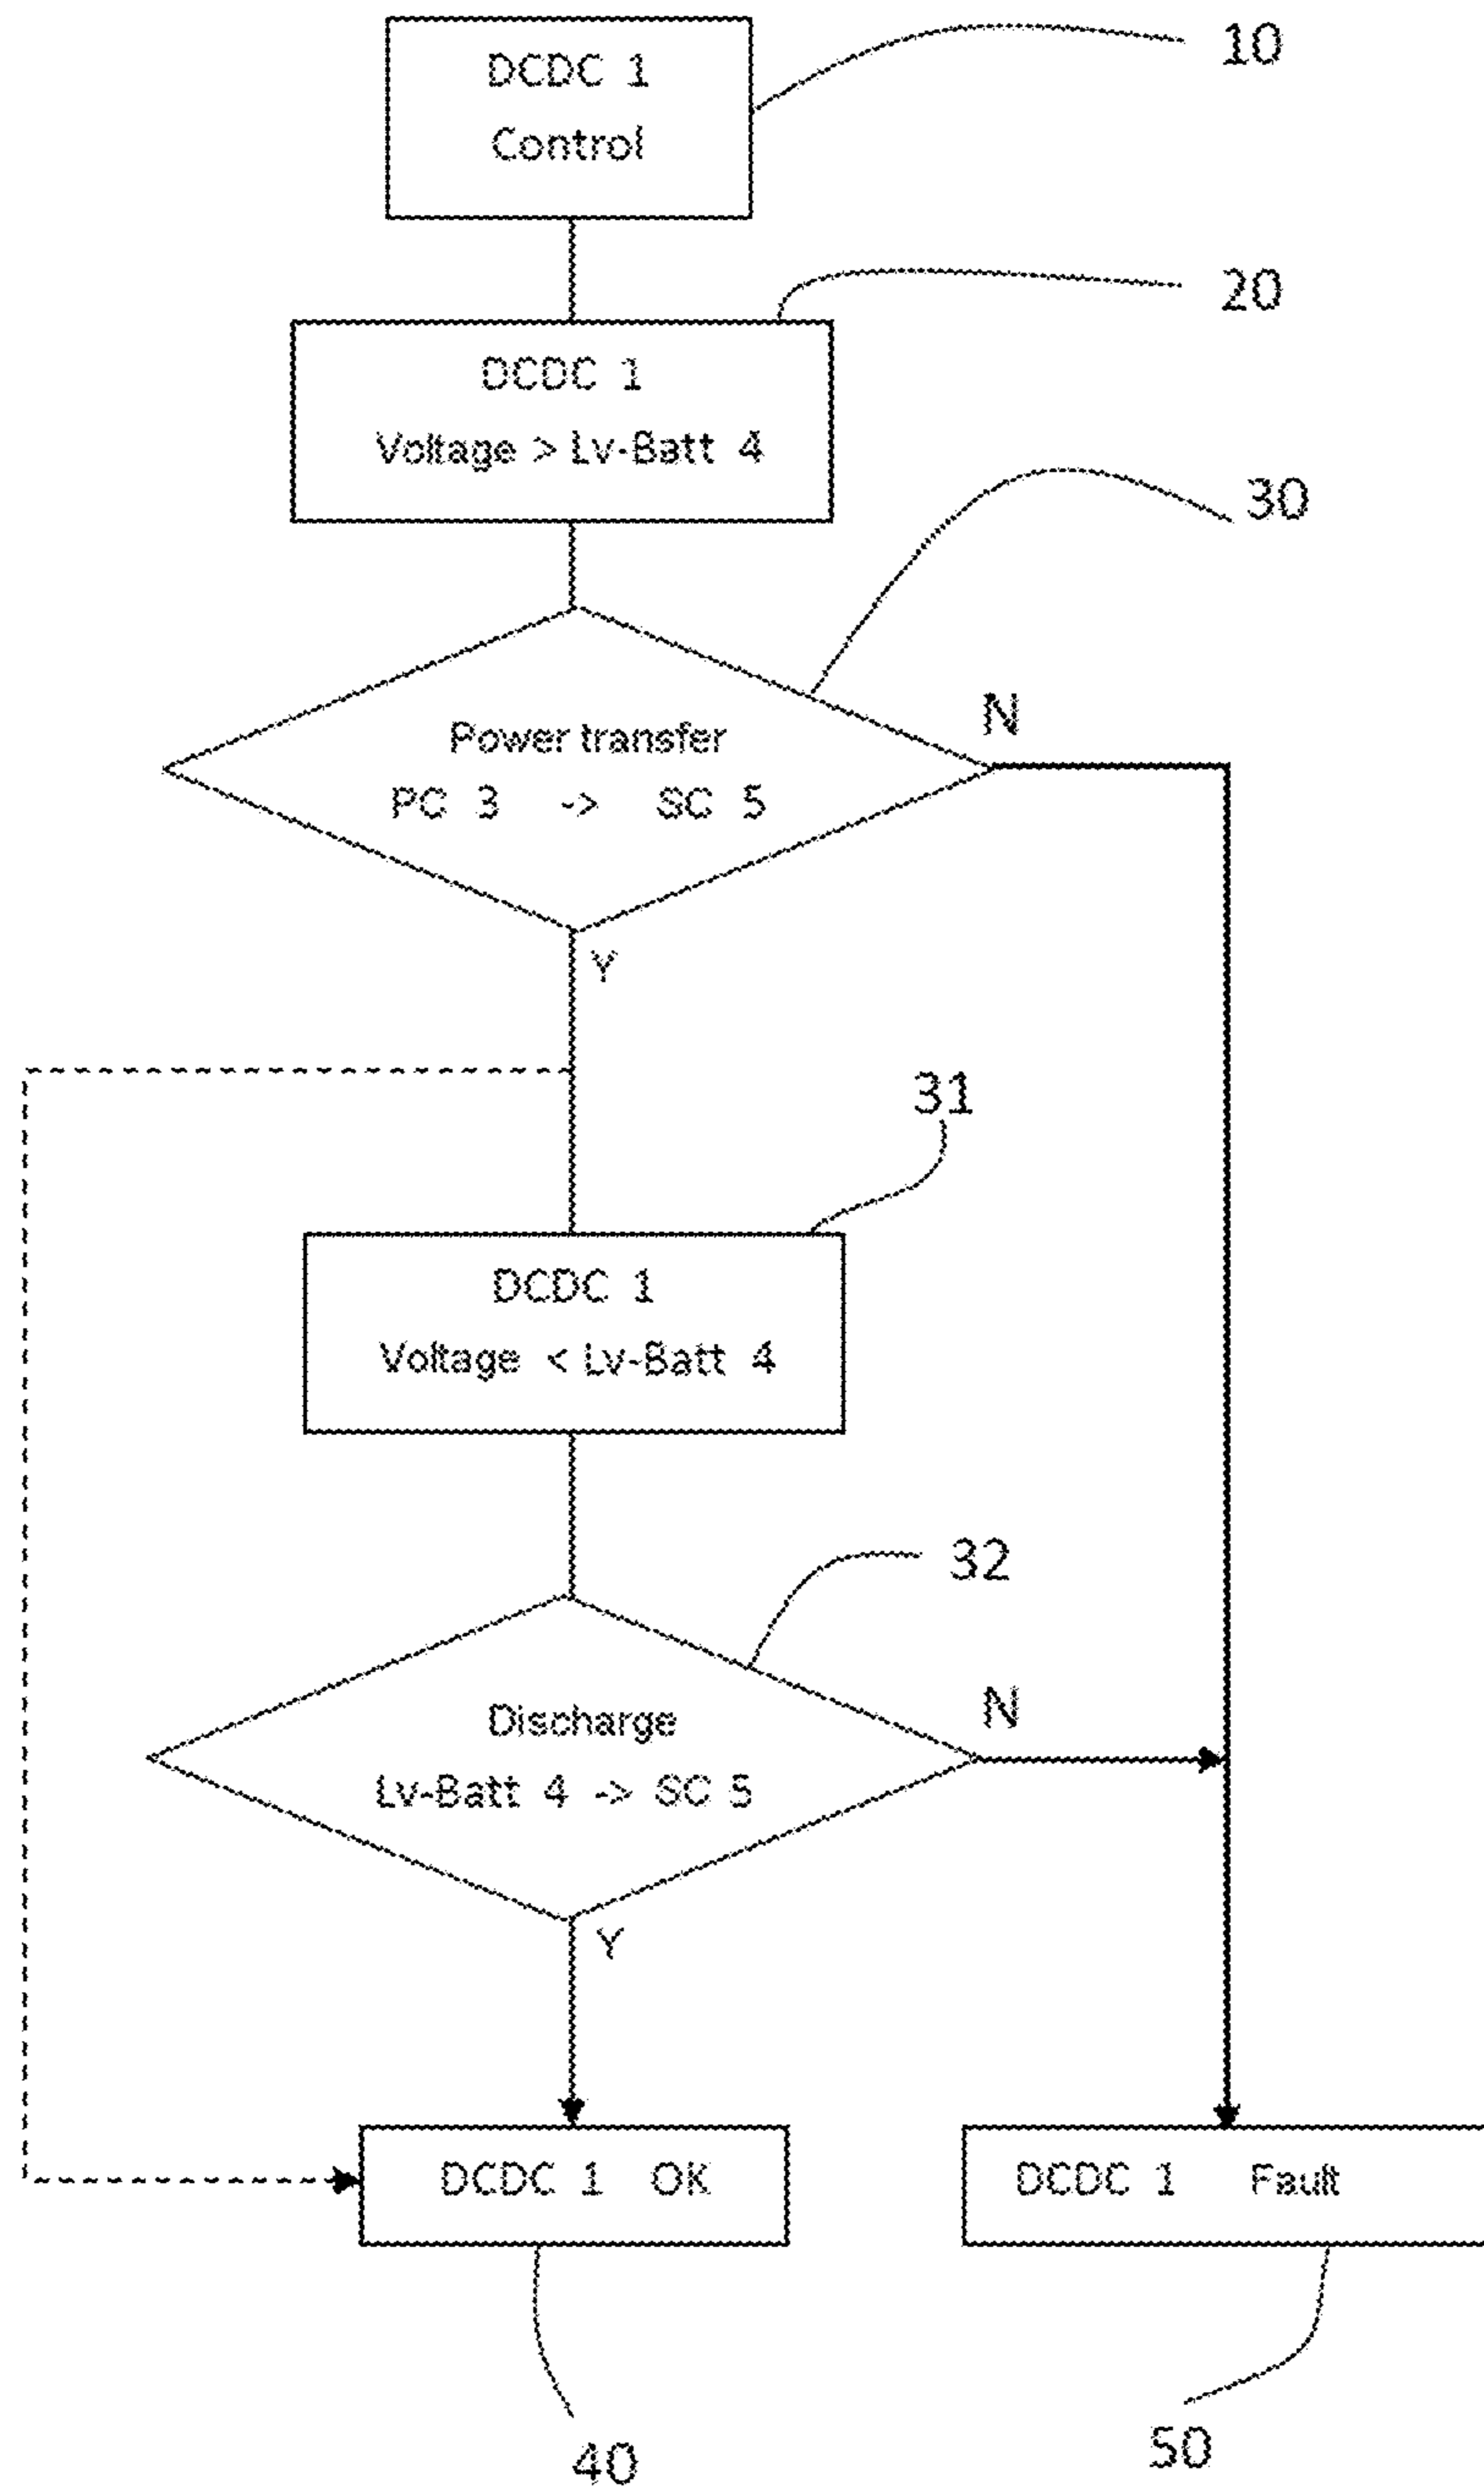 DCDC 1
Control
10
DCDC 1
Voltage > Lv-Batt 4
20
30
Power transfer
PC 3 -> SC 5
N
Y
31
DCDC 1
Voltage < Lv-Batt 4
32
Discharge
Lv-Batt 4 -> SC 5
N
Y
DCDC 1 OK
DCDC 1 Fault
40
50